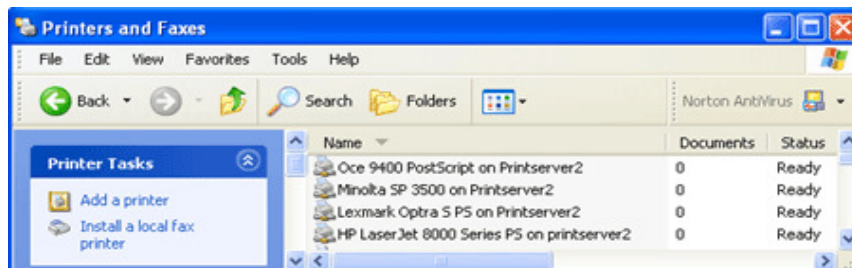 Printers and Faxes
File Edit View Favorites Tools Help
Back Search Folders Norton AntiVirus
Printer Tasks
Add a printer
Install a local fax
printer
Name Documents Status
Oce 9400 PostScript on Printserver2 0 Ready
Minolta SP 3500 on Printserver2 0 Ready
Lexmark Optra S PS on Printserver2 0 Ready
HP LaserJet 8000 Series PS on printserver2 0 Ready